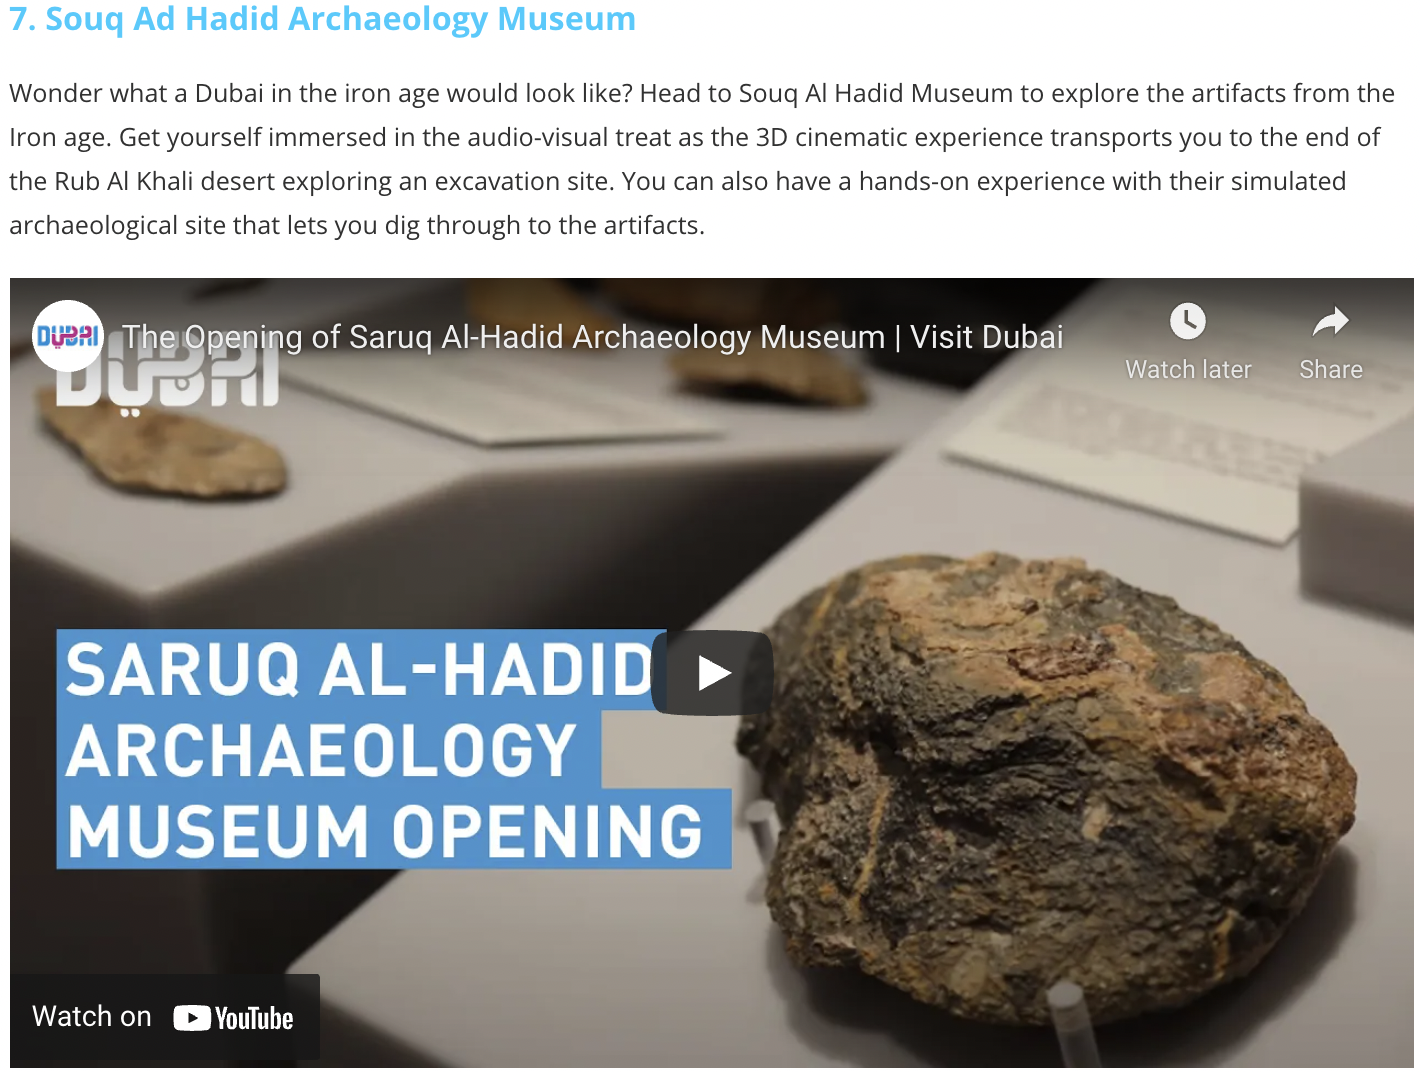 7. Souq Ad Hadid Archaeology Museum
Wonder what a Dubai in the iron age would look like? Head to Souq Al Hadid Museum to explore the artifacts from the
Iron age. Get yourself immersed in the audio-visual treat as the 3D cinematic experience transports you to the end of
the Rub Al Khali desert exploring an excavation site. You can also have a hands-on experience with their simulated
archaeological site that lets you dig through to the artifacts.
DUBAI
The Opening of Saruq Al-Hadid Archaeology Museum | Visit Dubai
Watch later
Share
DUBAI
SARUQ AL-HADID
ARCHAEOLOGY
MUSEUM OPENING
Watch on YouTube